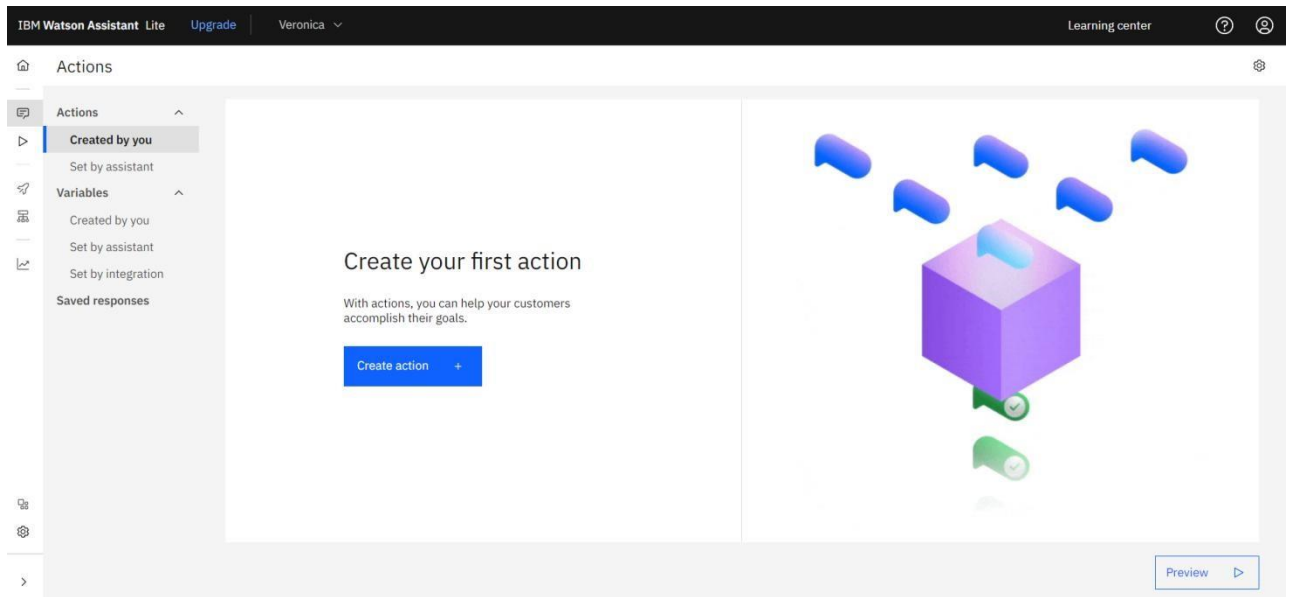 IBM Watson Assistant Lite Upgrade Veronica Learning center
Actions
Actions
Created by you
Set by assistant
Variables
Created by you
Set by assistant
Set by integration
Saved responses
Create your first action
With actions, you can help your customers
accomplish their goals.
Create action +
Preview